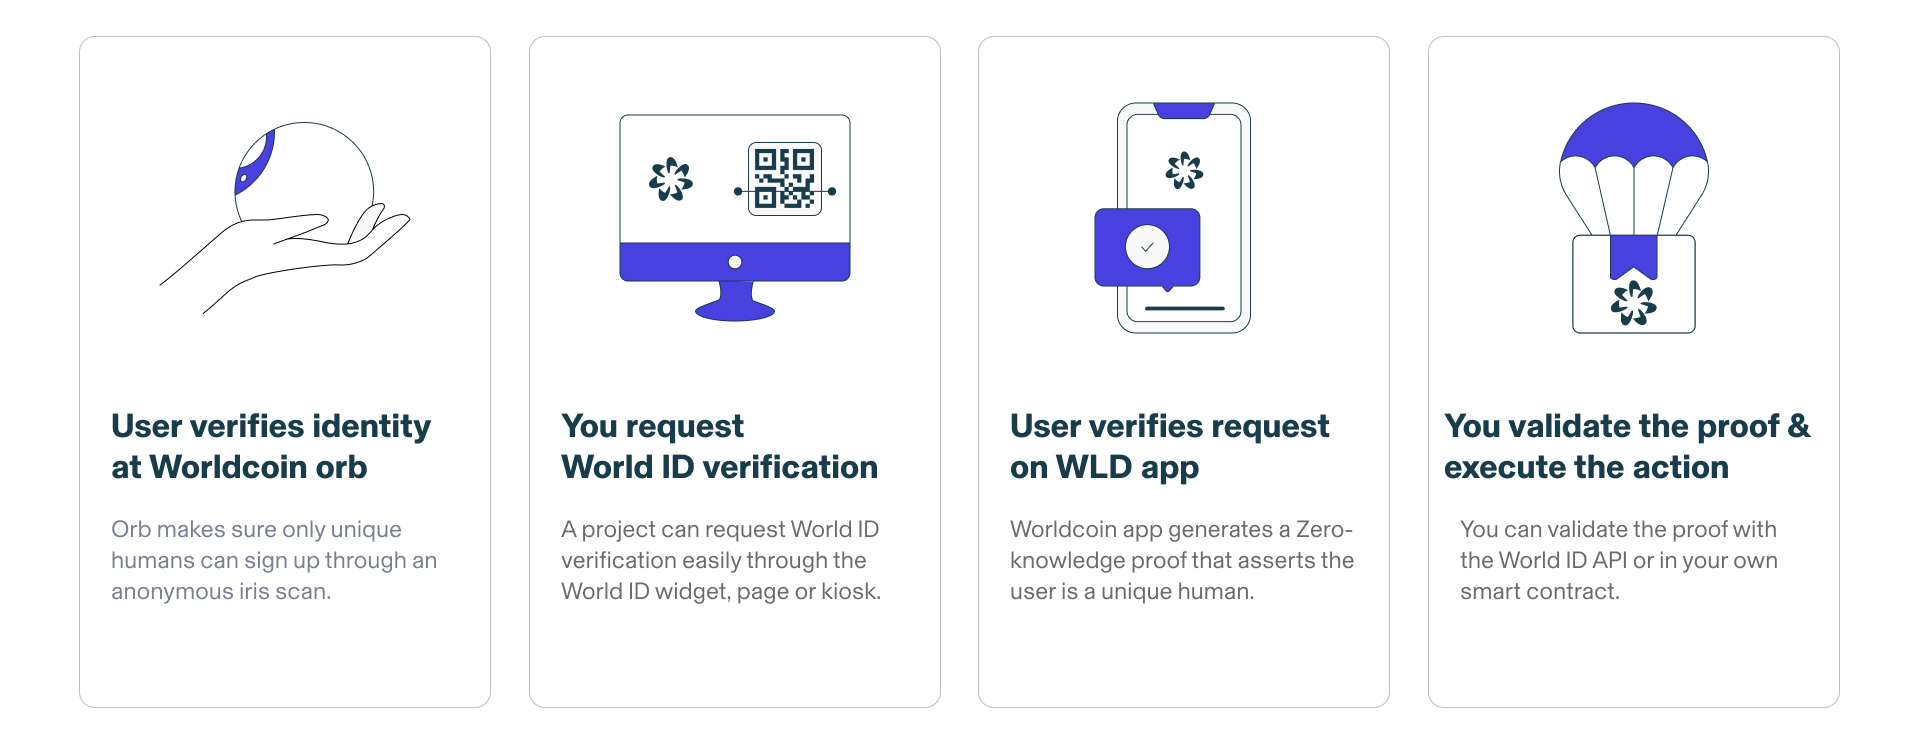 User verifies identity
at Worldcoin orb
Orb makes sure only unique
humans can sign up through an
anonymous iris scan.
You request
World ID verification
A project can request World ID
verification easily through the
World ID widget, page or kiosk.
User verifies request
on WLD app
Worldcoin app generates a Zero-
knowledge proof that asserts the
user is a unique human.
You validate the proof &
execute the action
You can validate the proof with
the World ID API or in your own
smart contract.